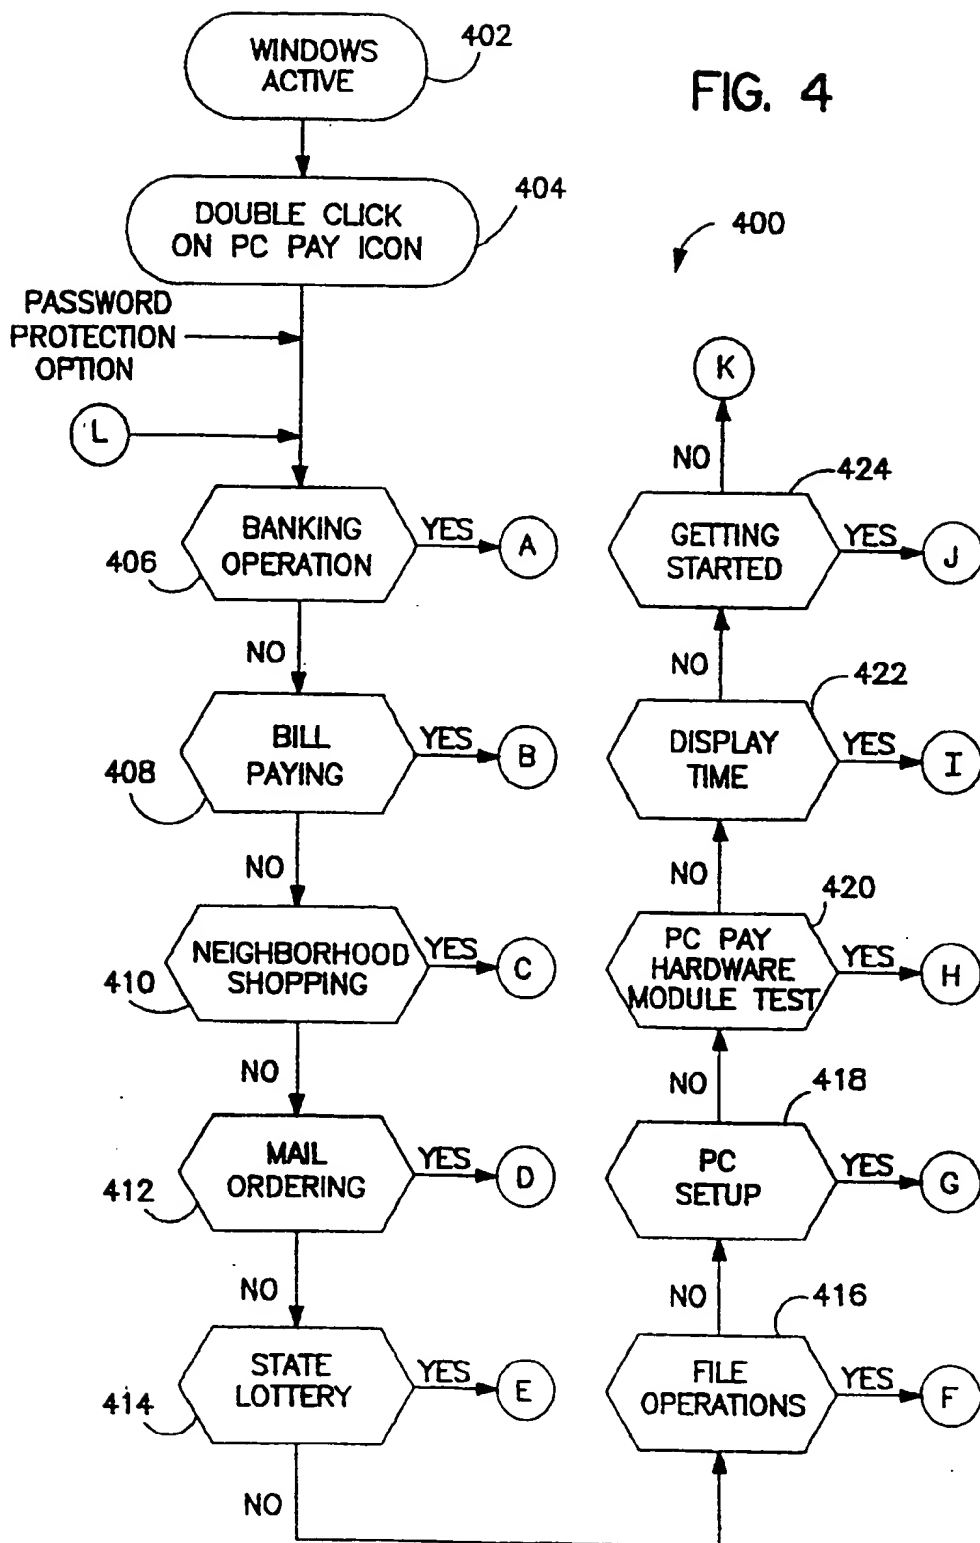 FIG. 4
400
WINDOWS
ACTIVE
402
DOUBLE CLICK
ON PC PAY ICON
404
PASSWORD
PROTECTION
OPTION
L
BANKING
OPERATION
406
YES
A
NO
BILL
PAYING
408
YES
B
NO
NEIGHBORHOOD
SHOPPING
410
YES
C
NO
MAIL
ORDERING
412
YES
D
NO
STATE
LOTTERY
414
YES
E
NO
FILE
OPERATIONS
416
YES
F
NO
PC
SETUP
418
YES
G
NO
PC PAY
HARDWARE
MODULE TEST
420
YES
H
NO
DISPLAY
TIME
422
YES
I
NO
GETTING
STARTED
424
YES
J
NO
K